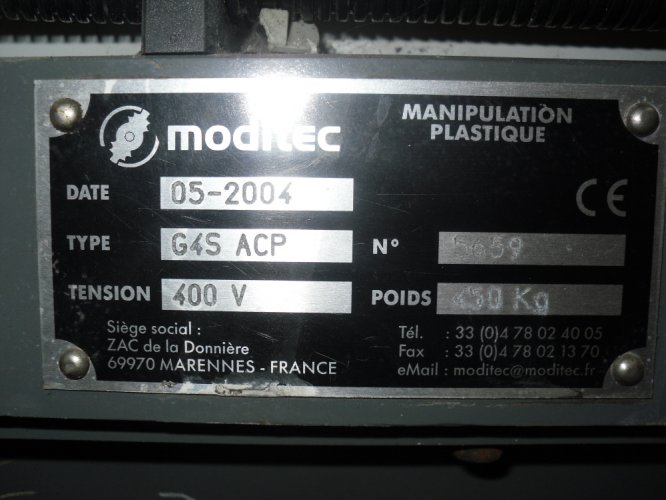 moditec
MANIPULATION
PLASTIQUE
DATE 05-2004
CE
TYPE G4S ACP N° 5659
TENSION 400 V POIDS 450 Kg
Siège social :
ZAC de la Donnière
69970 MARENNES - FRANCE
Tél. : 33 (0)4 78 02 40 05
Fax : 33 (0)4 78 02 13 70
eMail : moditec@moditec.fr